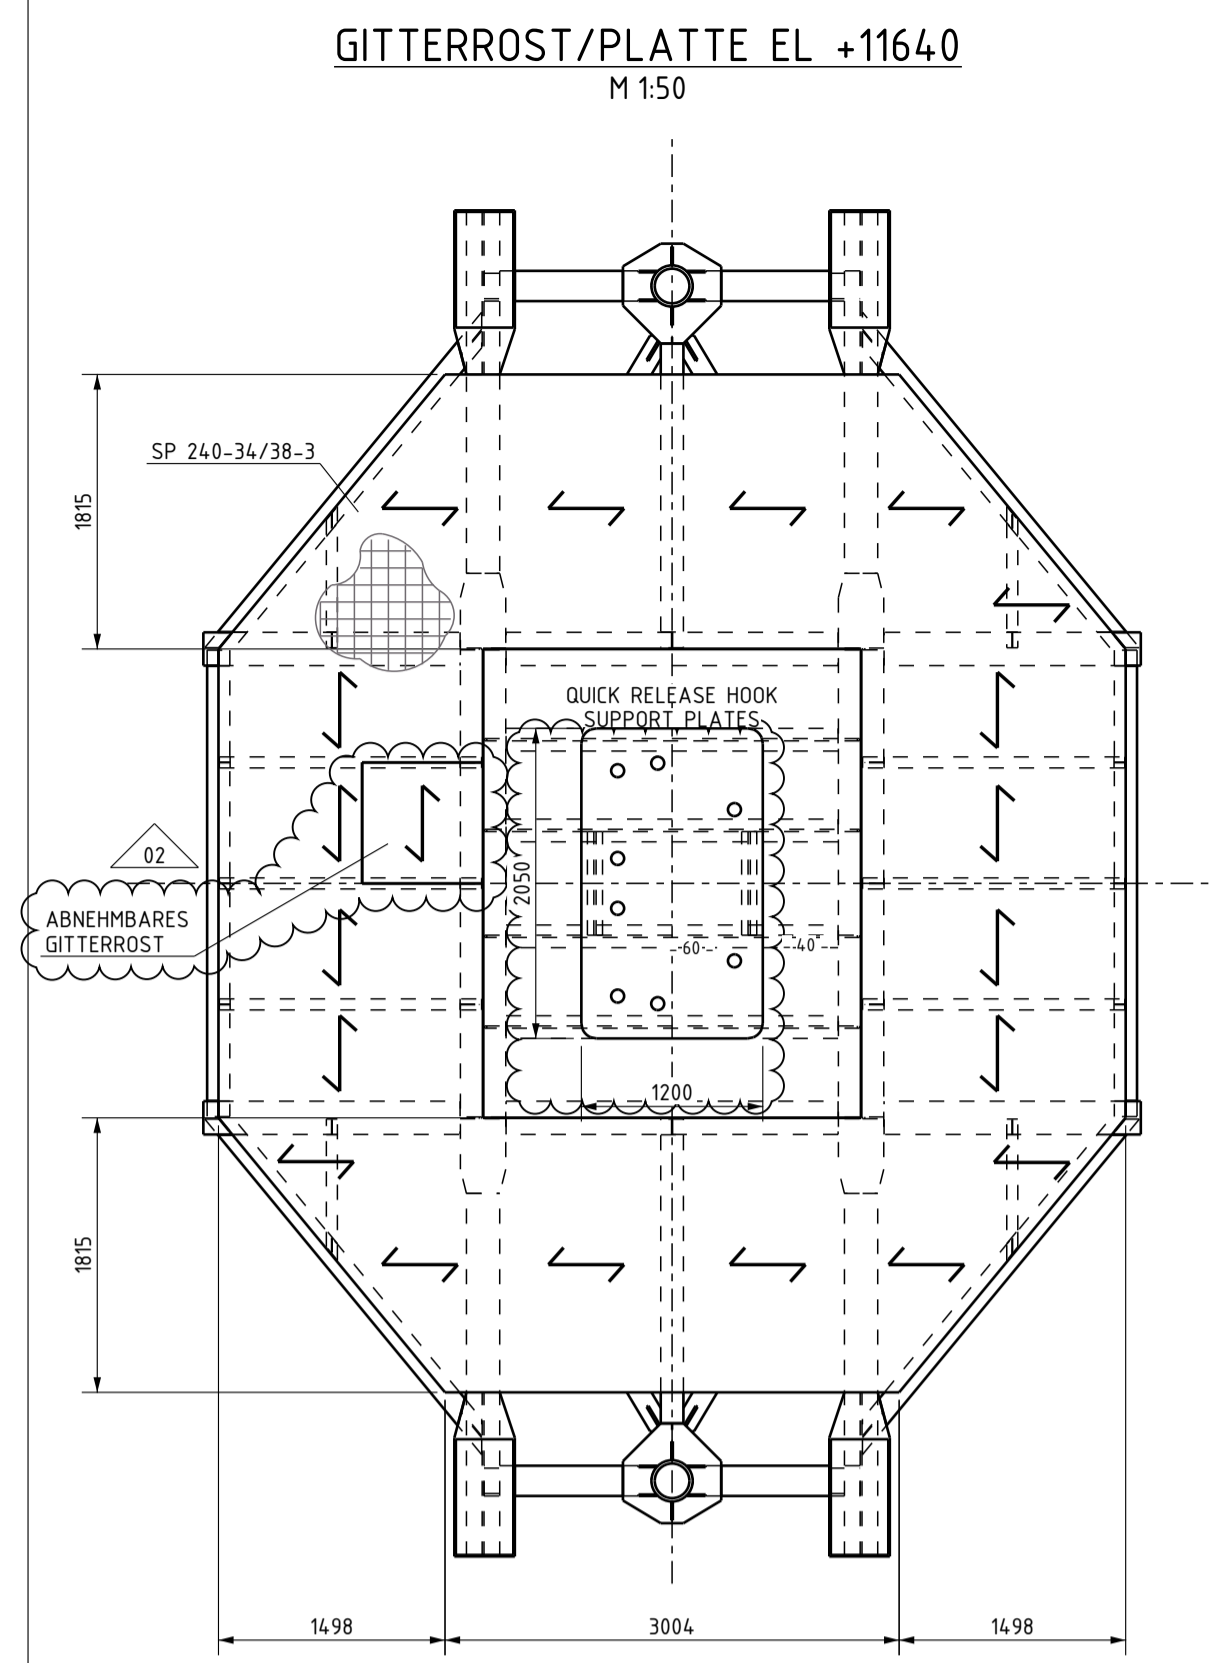 GITTERROST/PLATTE EL +11640
M 1:50
SP 240-34/38-3
1815
QUICK RELEASE HOOK
SUPPORT PLATES
02
2050
ABNEHMBARES
GITTERROST
60
40
1200
1815
1498
3004
1498